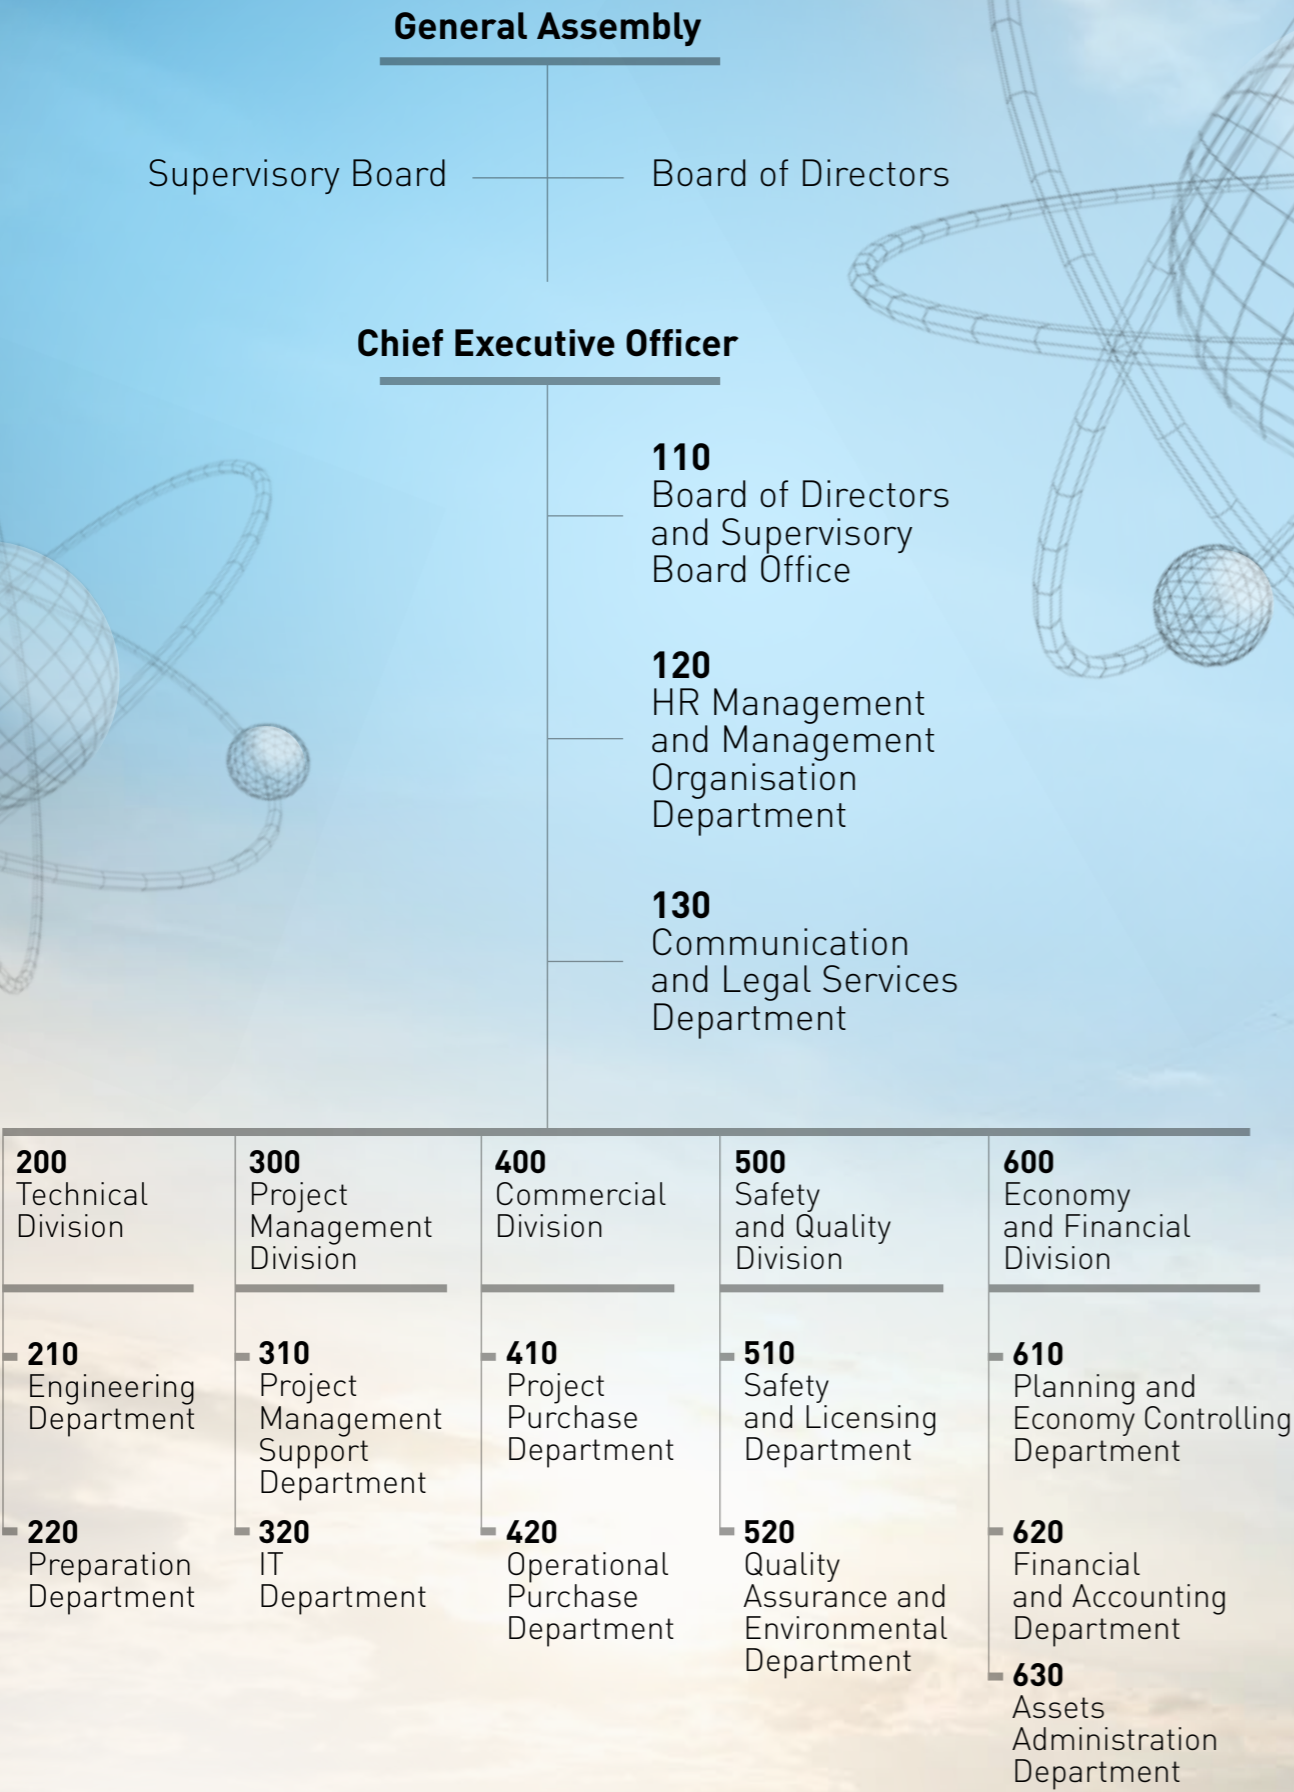 General Assembly
Supervisory Board
Board of Directors
Chief Executive Officer
110
Board of Directors
and Supervisory
Board Office
120
HR Management
and Management
Organisation
Department
130
Communication
and Legal Services
Department
200
Technical
Division
210
Engineering
Department
220
Preparation
Department
300
Project
Management
Division
310
Project
Management
Support
Department
320
IT
Department
400
Commercial
Division
410
Project
Purchase
Department
420
Operational
Purchase
Department
500
Safety
and Quality
Division
510
Safety
and Licensing
Department
520
Quality
Assurance and
Environmental
Department
600
Economy
and Financial
Division
610
Planning and
Economy Controlling
Department
620
Financial
and Accounting
Department
630
Assets
Administration
Department